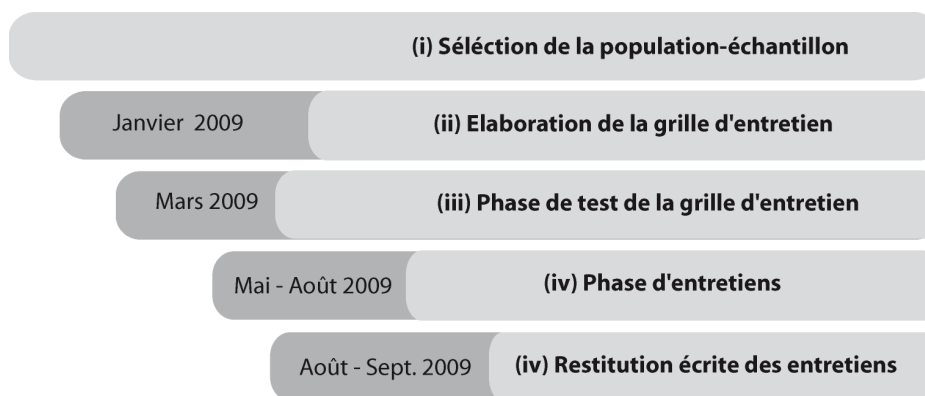 (i) Séléction de la population-échantillon
Janvier 2009 (ii) Elaboration de la grille d'entretien
Mars 2009 (iii) Phase de test de la grille d'entretien
Mai - Août 2009 (iv) Phase d'entretiens
Août - Sept. 2009 (iv) Restitution écrite des entretiens